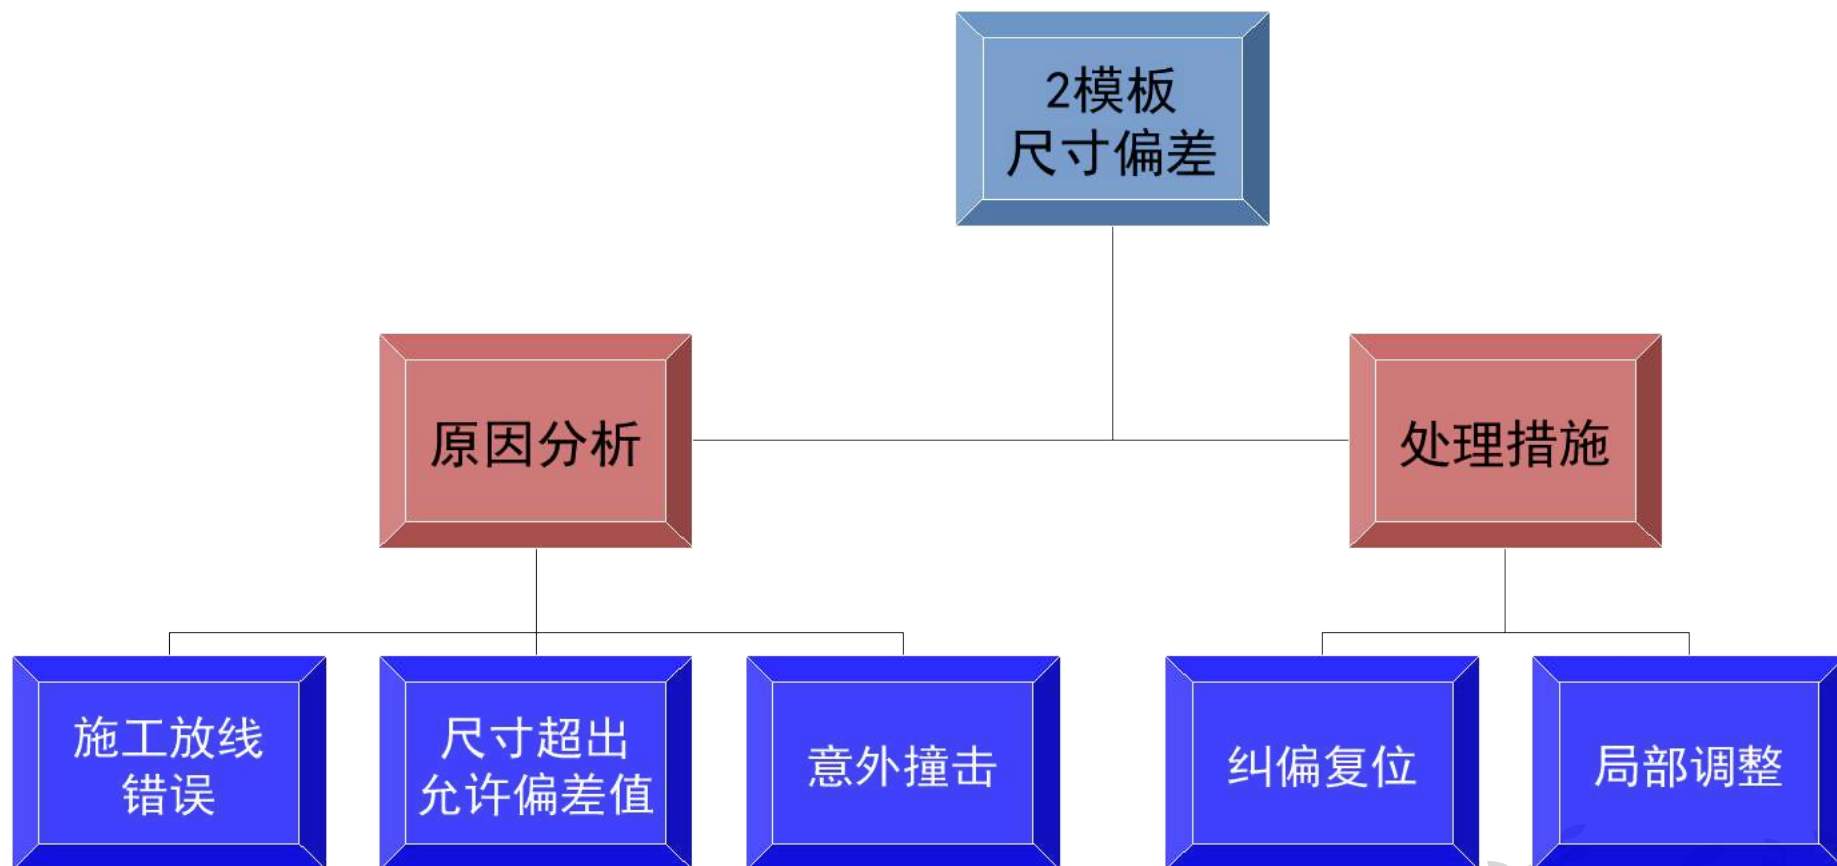 2模板
尺寸偏差
原因分析
处理措施
施工放线
错误
尺寸超出
允许偏差值
意外撞击
纠偏复位
局部调整